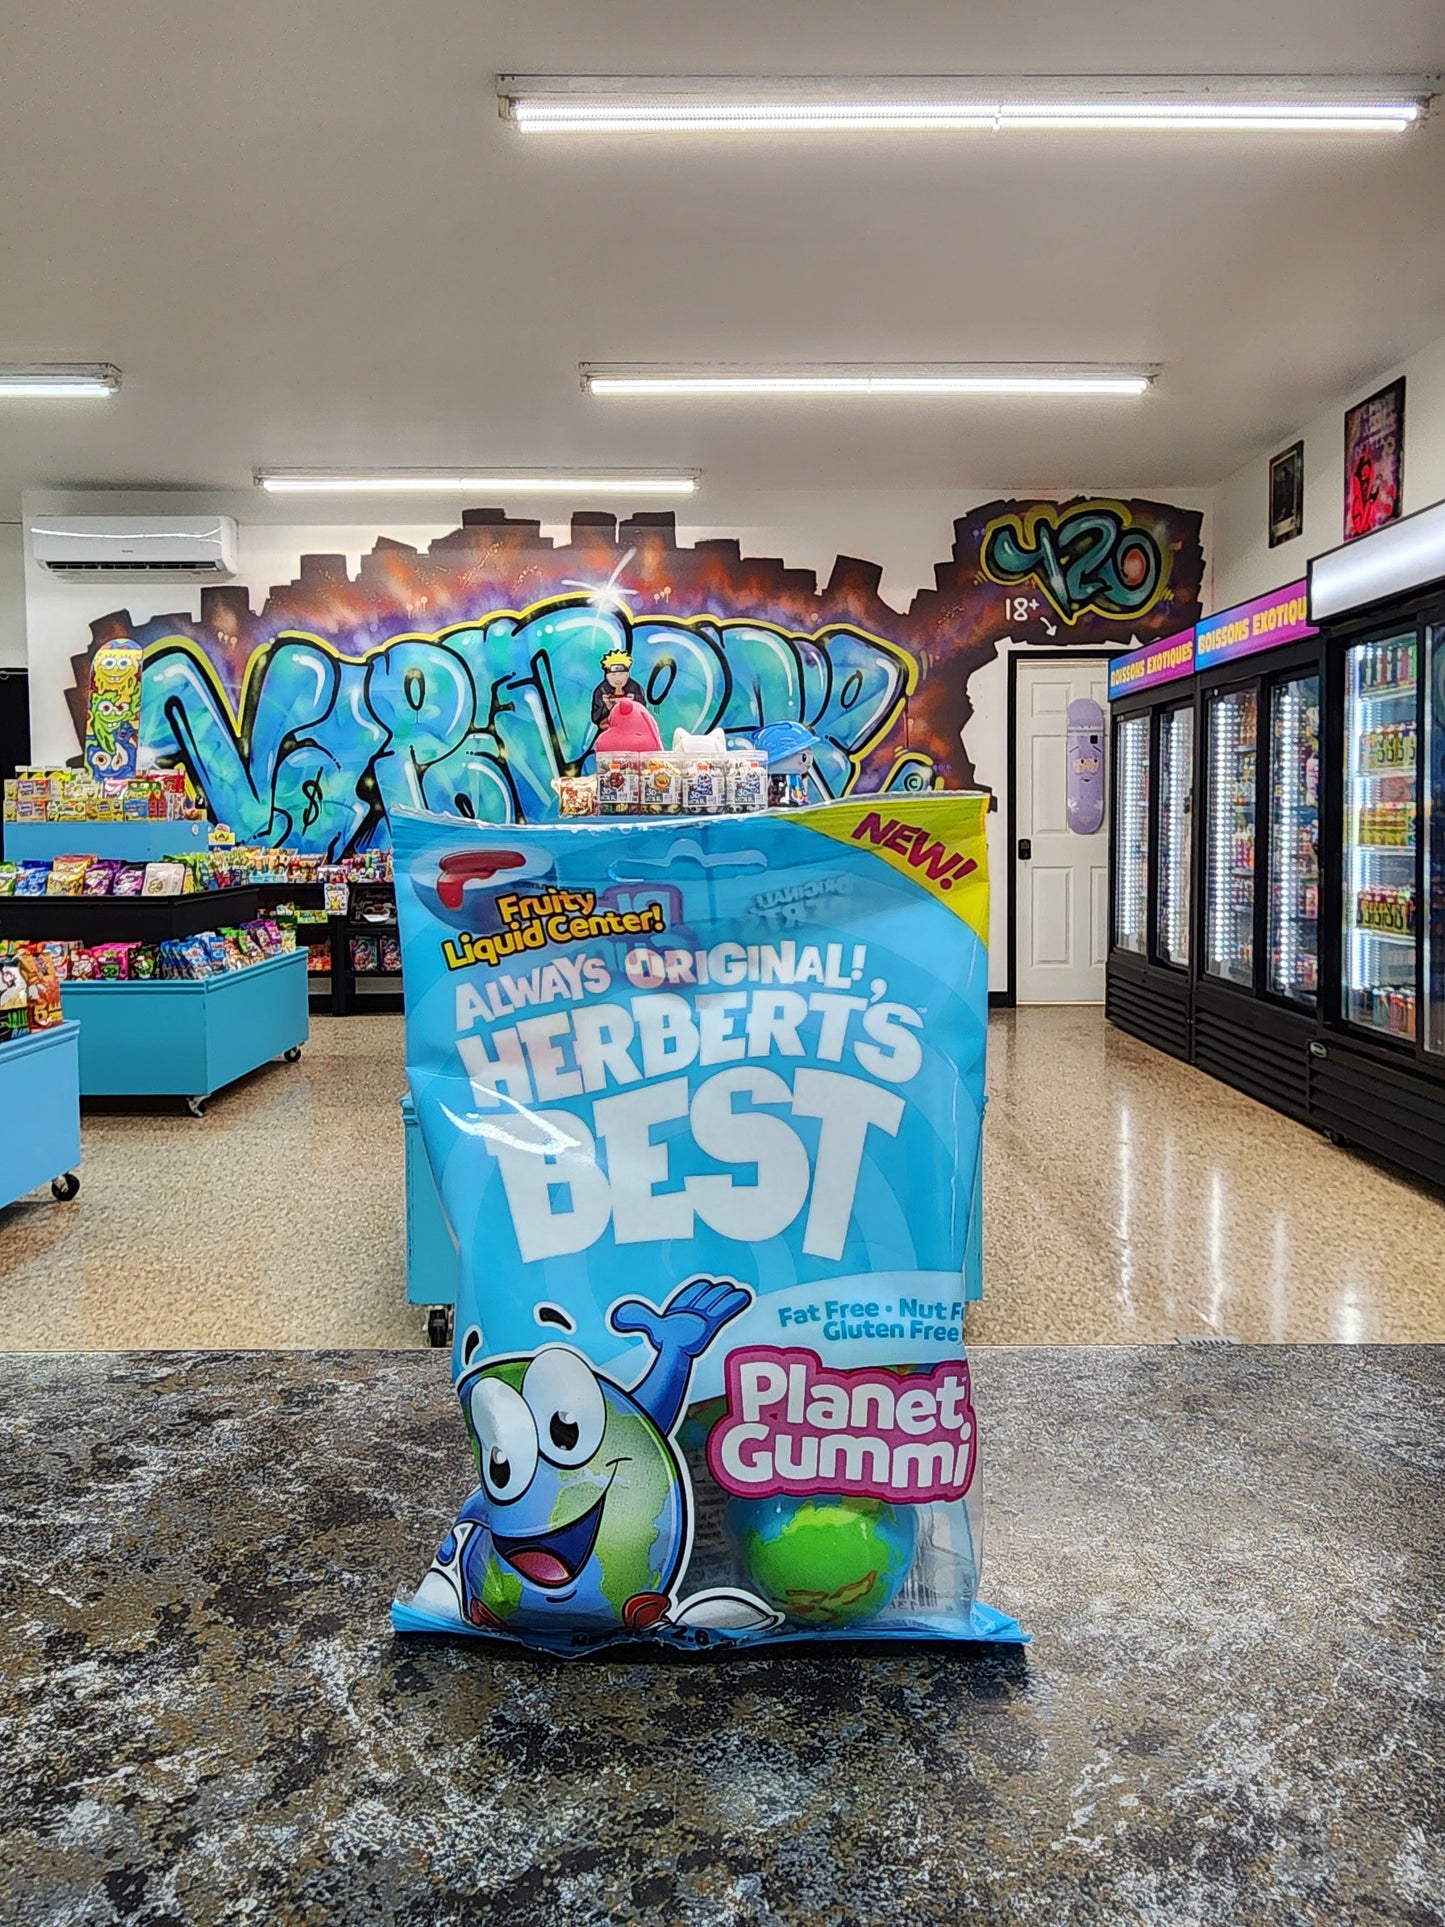 420
18+
BOISSONS EXOTIQUES
BOISSONS EXOTIQU
NEW!
Fruity
Liquid Center!
ALWAYS ORIGINAL!,
HERBERT'S
BEST
Fat Free • Nut F
Gluten Free
Planet
Gummi